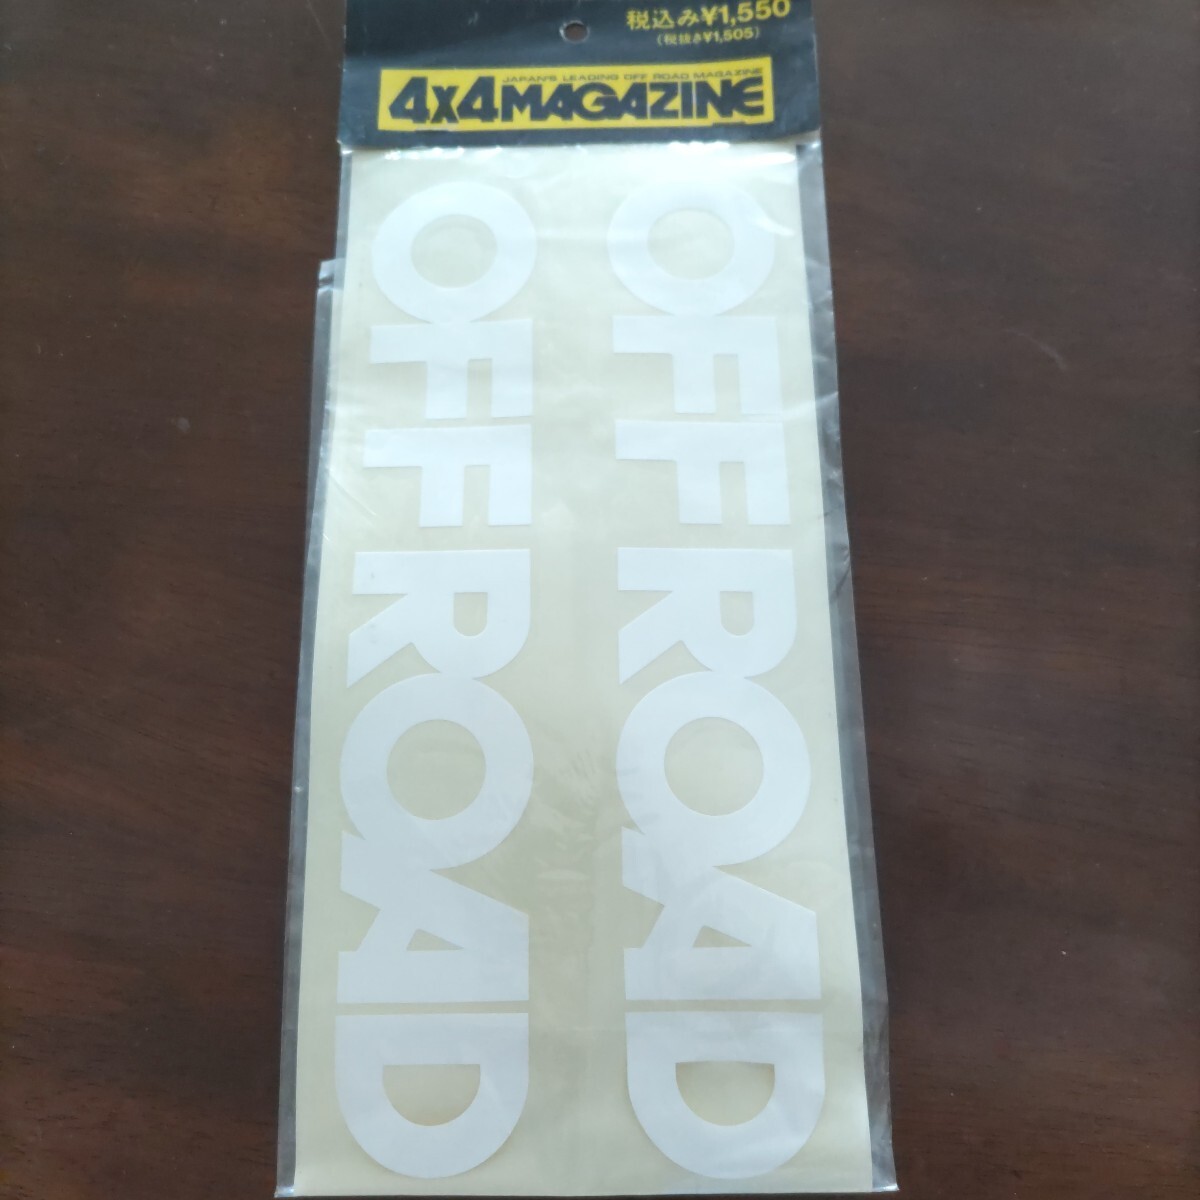 税込み¥1,550
(税抜き¥1,505)
JAPAN'S LEADING OFF ROAD MAGAZINE
4x4MAGAZINE
OFF ROAD
OFF ROAD